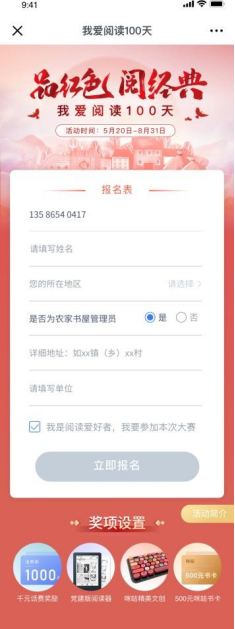 9:41
我爱阅读100天
品红色 阅经典
我爱阅读100天
活动时间：5月20日-8月31日
报名表
135 8654 0417
请填写姓名
您的所在地区 请选择
是否为农家书屋管理员 是 否
详细地址：如xx镇（乡）xx村
请填写单位
我是阅读爱好者，我要参加本次大赛
立即报名
活动简介
奖项设置
1000
800元书卡
千元话费奖励 党建版阅读器 咪咕精美文创 500元咪咕书卡